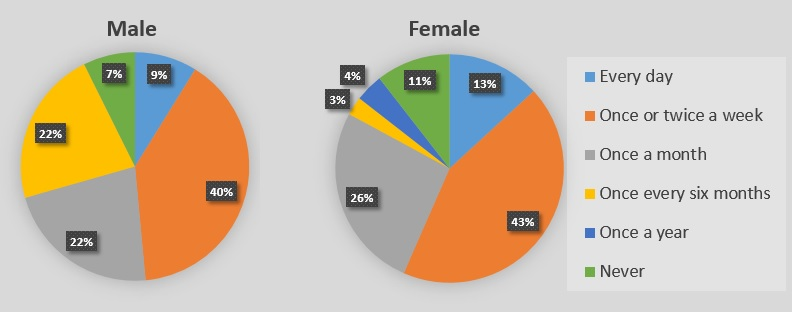 Male
Female
7%
9%
22%
40%
22%
4%
3%
11%
13%
26%
43%
Every day
Once or twice a week
Once a month
Once every six months
Once a year
Never